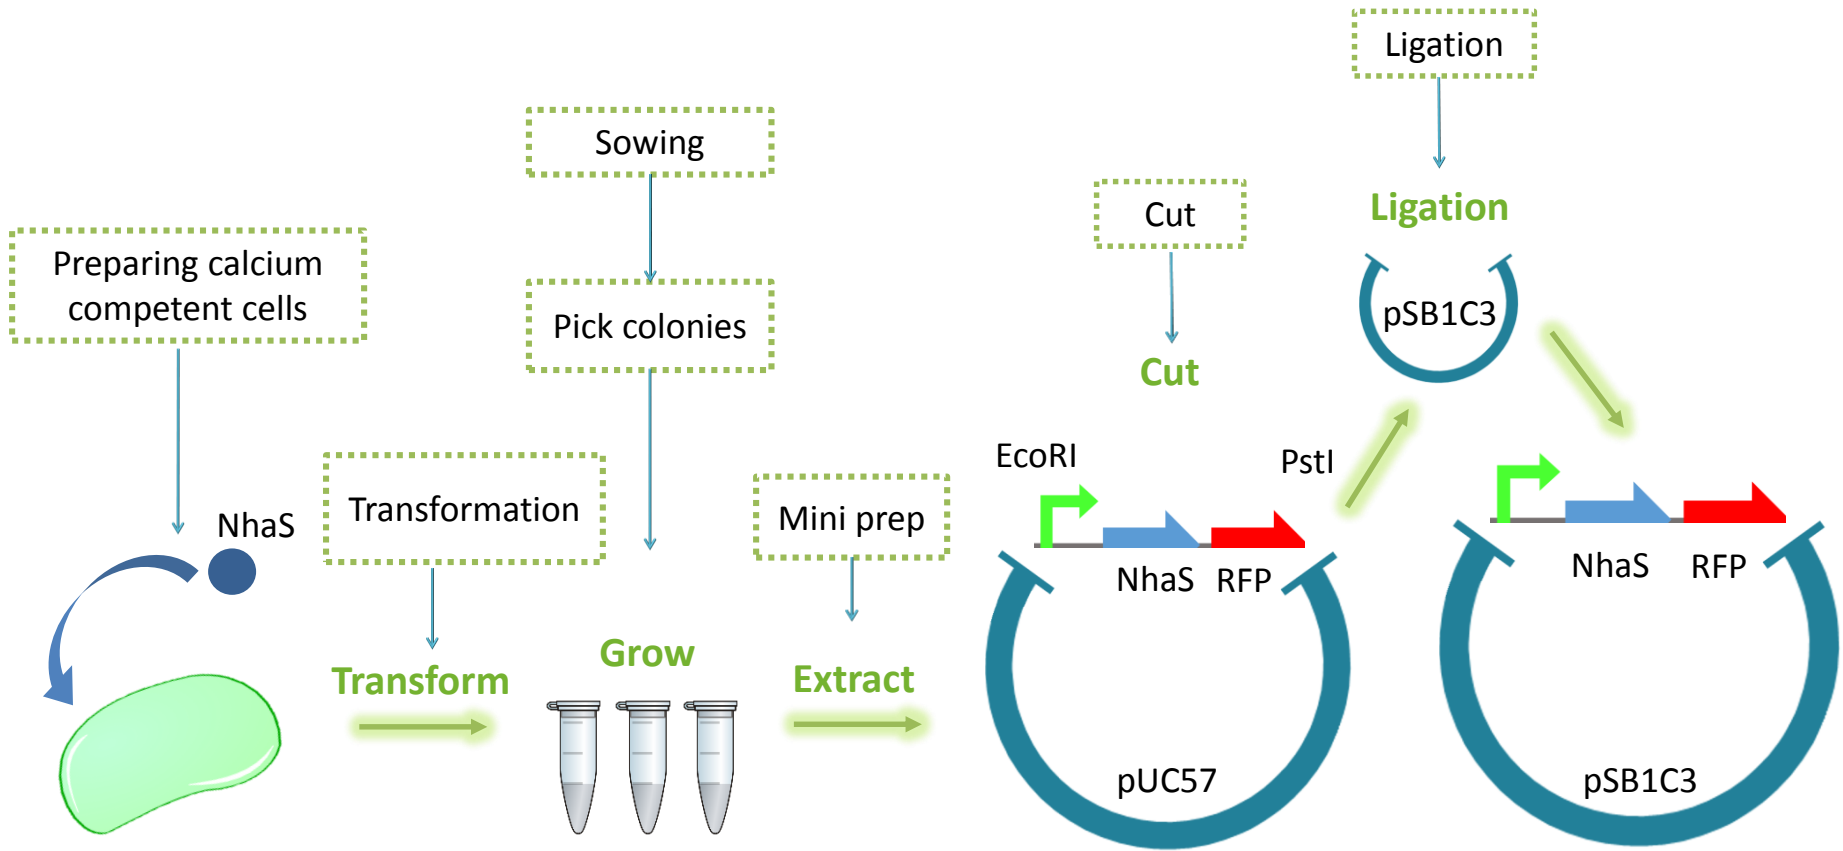 Preparing calcium
competent cells
NhaS
Transformation
Transform
Sowing
Pick colonies
Grow
Mini prep
Extract
Cut
Cut
EcoRI
PstI
NhaS
RFP
pUC57
Ligation
Ligation
pSB1C3
NhaS
RFP
pSB1C3